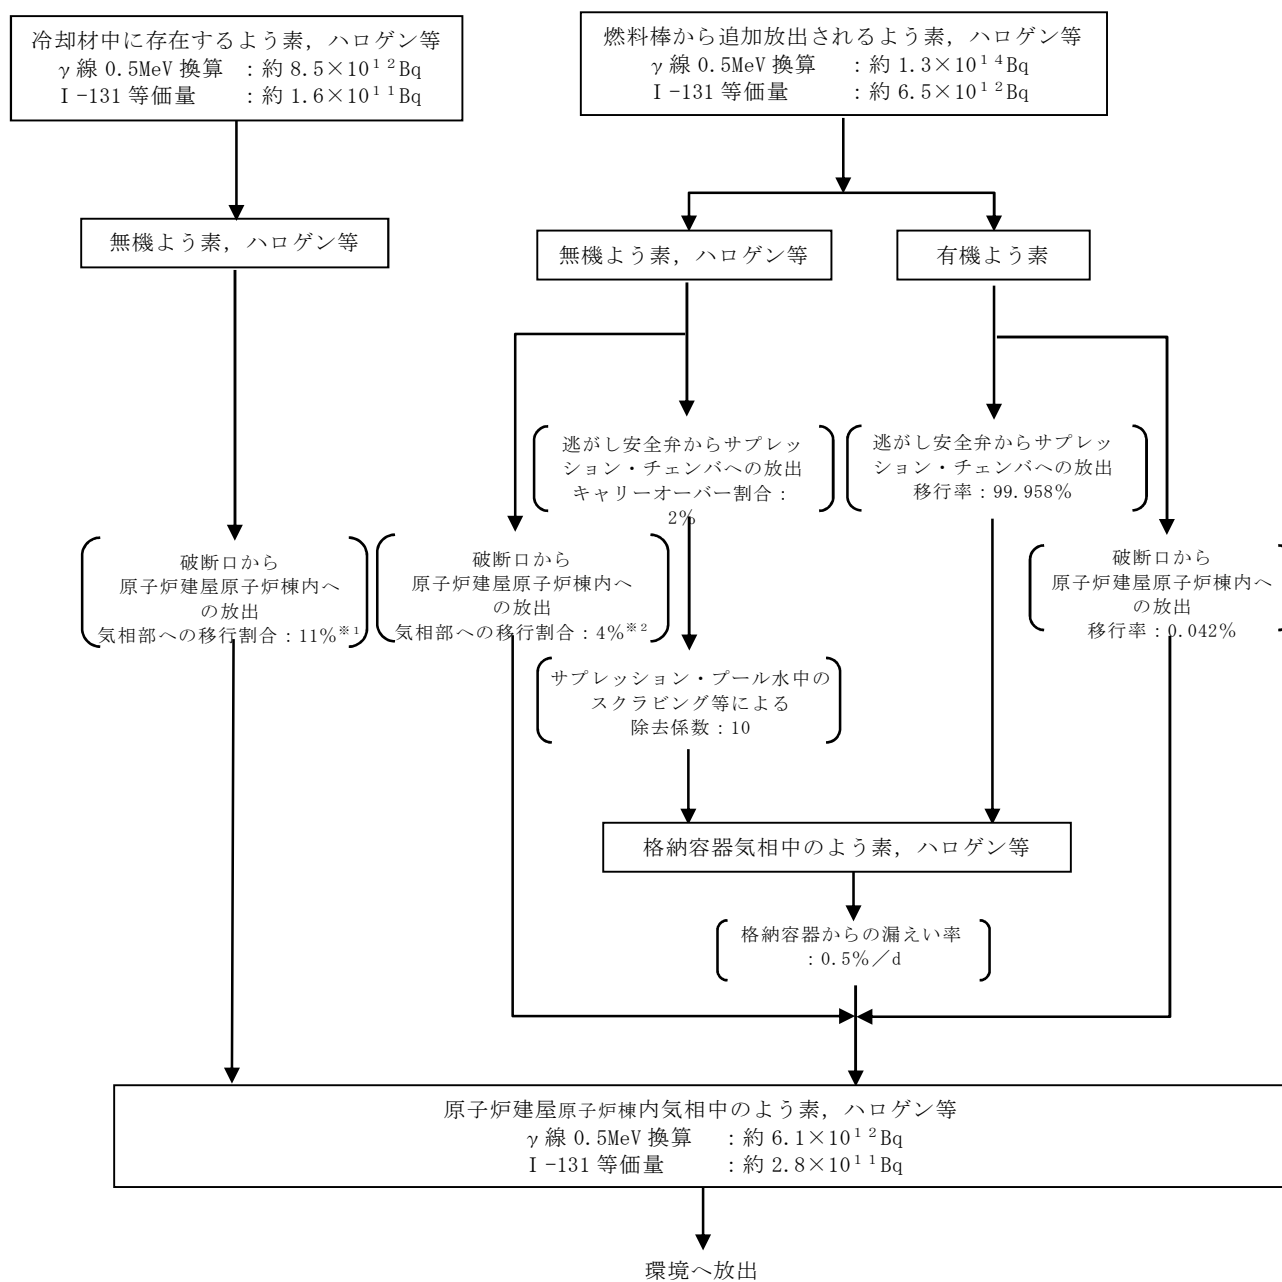 冷却材中に存在するよう素，ハロゲン等
γ線 0.5MeV 換算　：約 8.5×10¹²Bq
Ｉ-131 等価量　：約 1.6×10¹¹Bq
燃料棒から追加放出されるよう素，ハロゲン等
γ線 0.5MeV 換算　：約 1.3×10¹⁴Bq
Ｉ-131 等価量　：約 6.5×10¹²Bq
無機よう素，ハロゲン等
無機よう素，ハロゲン等
有機よう素
逃がし安全弁からサプレッ
ション・チェンバへの放出
キャリーオーバー割合：
2%
逃がし安全弁からサプレッ
ション・チェンバへの放出
移行率：99.958%
破断口から
原子炉建屋原子炉棟内へ
の放出
気相部への移行割合：11%※1
破断口から
原子炉建屋原子炉棟内へ
の放出
気相部への移行割合：4%※2
破断口から
原子炉建屋原子炉棟内へ
の放出
移行率：0.042%
サプレッション・プール水中の
スクラビング等による
除去係数：10
格納容器気相中のよう素，ハロゲン等
格納容器からの漏えい率
：0.5%／d
原子炉建屋原子炉棟内気相中のよう素，ハロゲン等
γ線 0.5MeV 換算　：約 6.1×10¹²Bq
Ｉ-131 等価量　：約 2.8×10¹¹Bq
環境へ放出